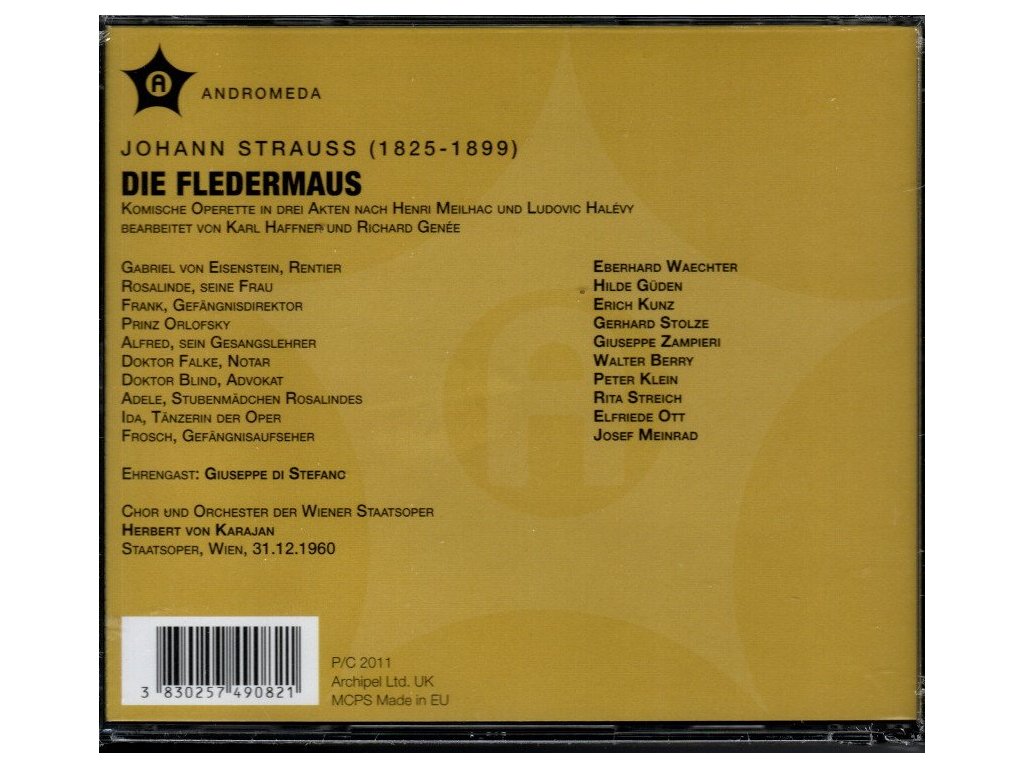 A
ANDROMEDA
JOHANN STRAUSS (1825-1899)
DIE FLEDERMAUS
KOMISCHE OPERETTE IN DREI AKTEN NACH HENRI MEILHAC UND LUDOVIC HALÉVY
BEARBEITET VON KARL HAFFNER UND RICHARD GENÉE
GABRIEL VON EISENSTEIN, RENTIER EBERHARD WAECHTER
ROSALINDE, SEINE FRAU HILDE GÜDEN
FRANK, GEFÄNGNISDIREKTOR ERICH KUNZ
PRINZ ORLOFSKY GERHARD STOLZE
ALFRED, SEIN GESANGSLEHRER GIUSEPPE ZAMPIERI
DOKTOR FALKE, NOTAR WALTER BERRY
DOKTOR BLIND, ADVOKAT PETER KLEIN
ADELE, STUBENMÄDCHEN ROSALINDES RITA STREICH
IDA, TÄNZERIN DER OPER ELFRIEDE OTT
FROSCH, GEFÄNGNISAUFSEHER JOSEF MEINRAD
EHRENGAST: GIUSEPPE DI STEFANO
CHOR UND ORCHESTER DER WIENER STAATSOPER
HERBERT VON KARAJAN
STAATSOPER, WIEN, 31.12.1960
3 830257 490821
P/C 2011
Archipel Ltd. UK
MCPS Made in EU